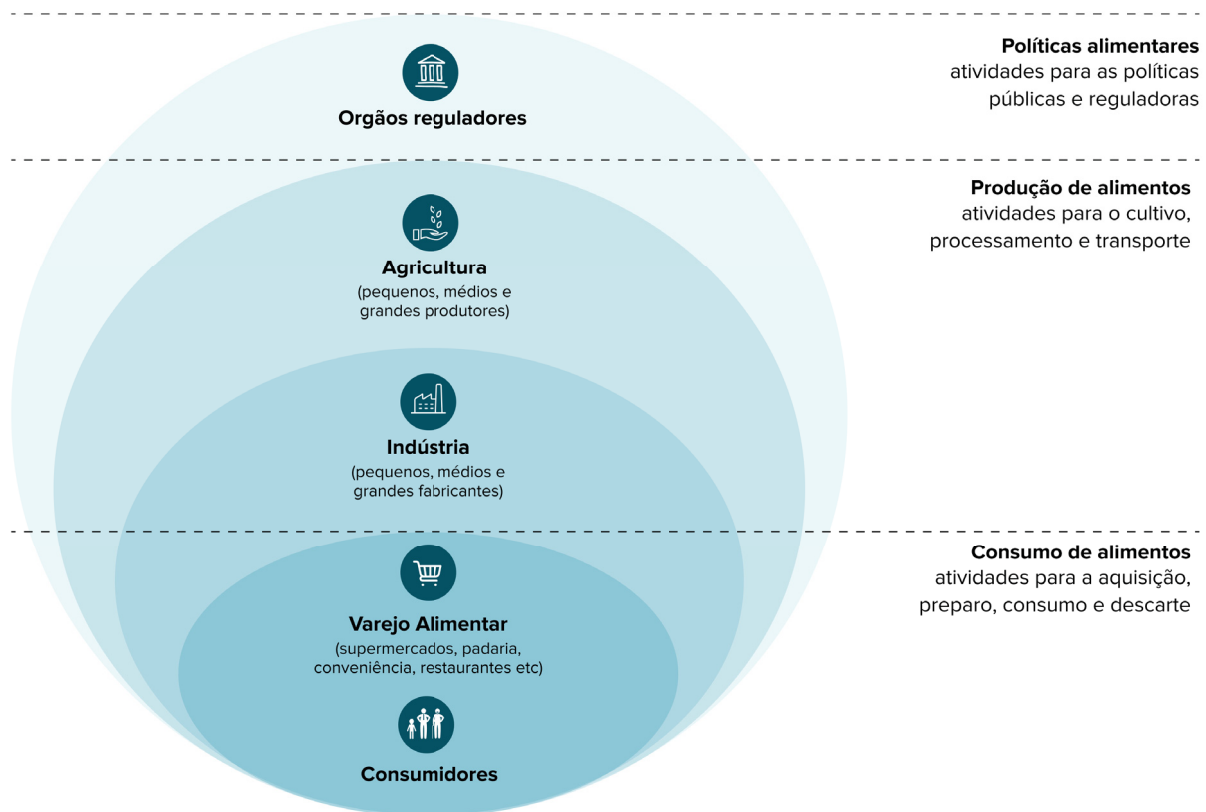 Orgãos reguladores
Políticas alimentares
atividades para as políticas
públicas e reguladoras
Agricultura
(pequenos, médios e
grandes produtores)
Produção de alimentos
atividades para o cultivo,
processamento e transporte
Indústria
(pequenos, médios e
grandes fabricantes)
Varejo Alimentar
(supermercados, padaria,
conveniência, restaurantes etc)
Consumidores
Consumo de alimentos
atividades para a aquisição,
preparo, consumo e descarte